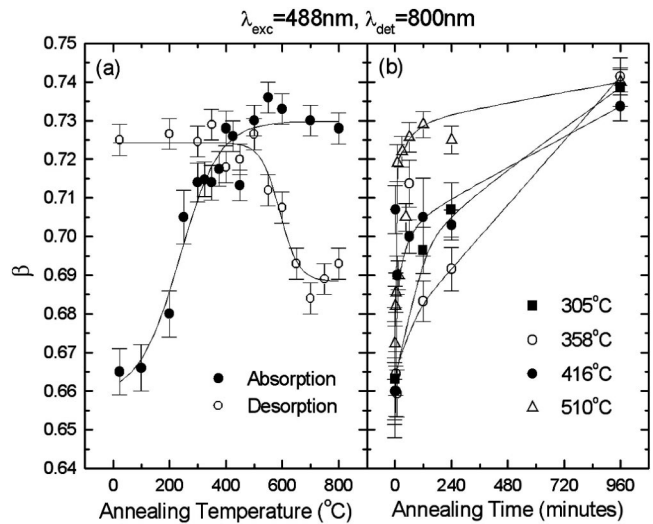 λexc=488nm, λdet=800nm
0.75
0.74
0.73
0.72
0.71
0.70
0.69
0.68
0.67
0.66
0.65
0.64
β
(a)
Absorption
Desorption
0 200 400 600 800
Annealing Temperature (°C)
(b)
305°C
358°C
416°C
510°C
0 240 480 720 960
Annealing Time (minutes)